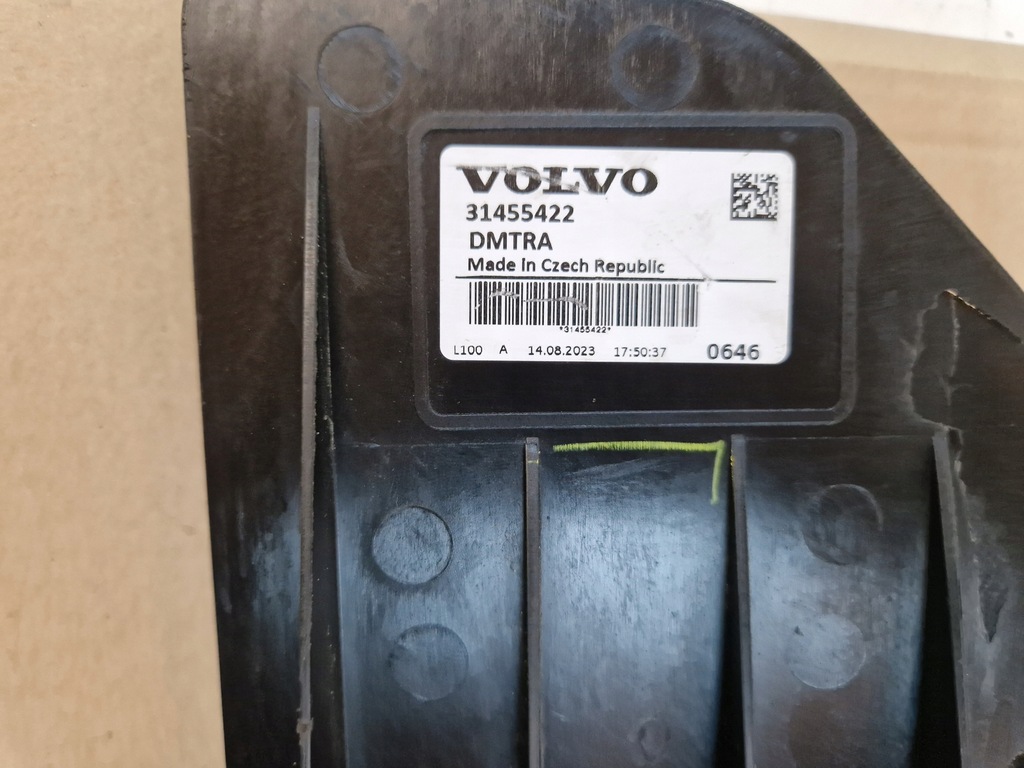 VOLVO
31455422
DMTRA
Made in Czech Republic
*31455422*
L100 A 14.08.2023 17:50:37 0646